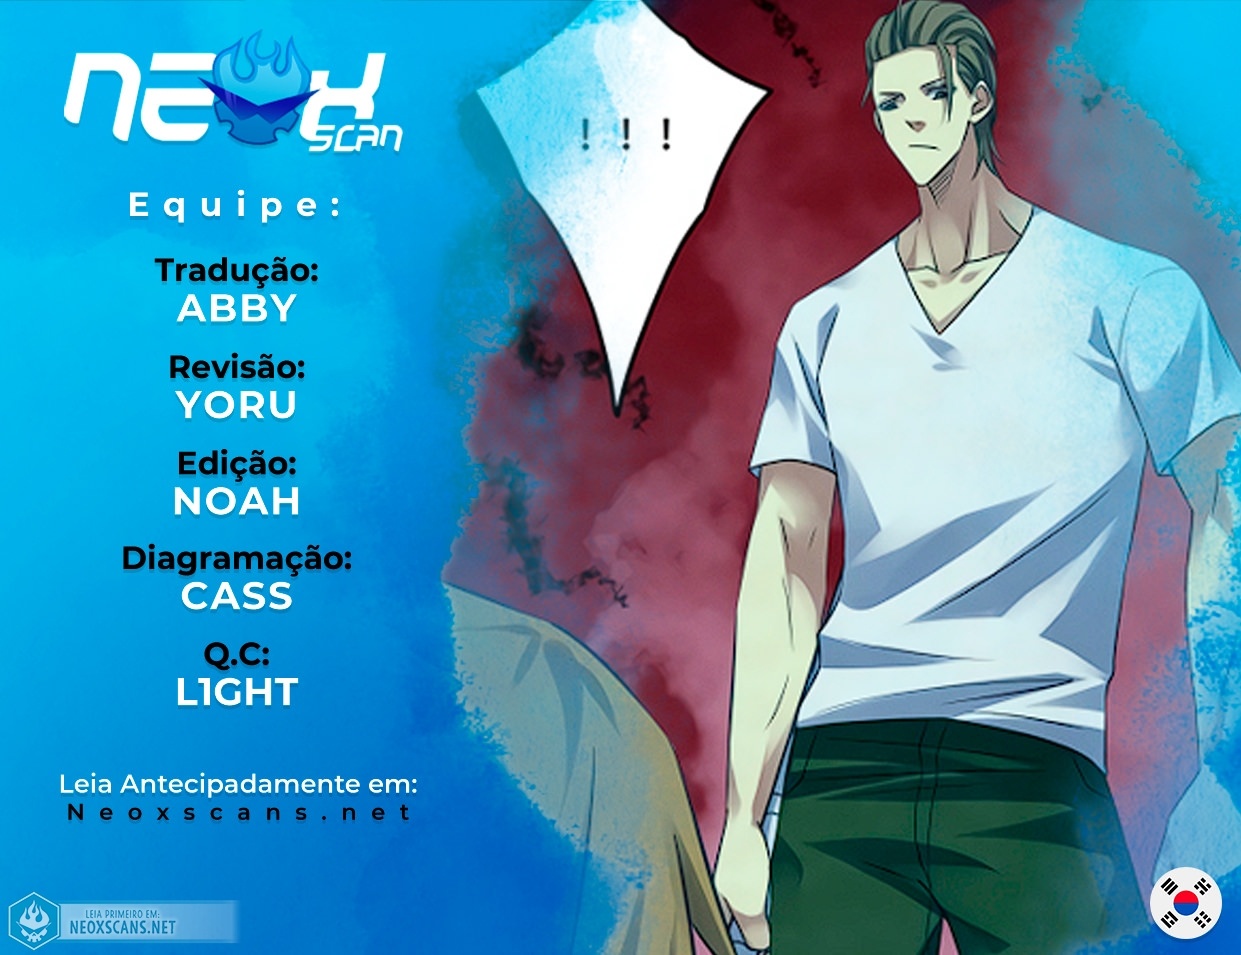 NEOX
SCAN
Equipe:
Tradução:
ABBY
Revisão:
YORU
Edição:
NOAH
Diagramação:
CASS
Q.C:
L1GHT
Leia Antecipadamente em:
Neoxscans.net
LEIA PRIMEIRO EM:
NEOXSCANS.NET
! ! !